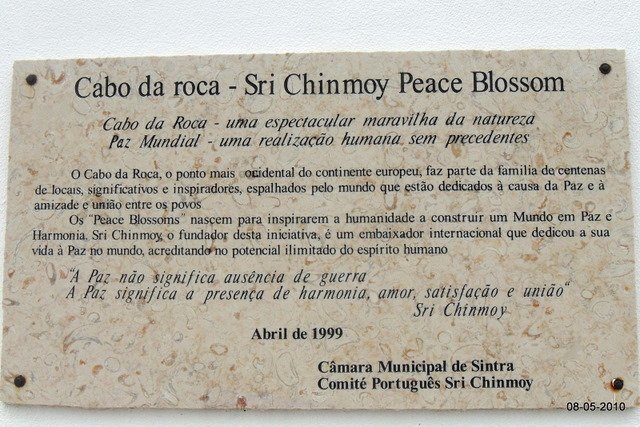 Cabo da roca - Sri Chinmoy Peace Blossom
Cabo da Roca - uma espectacular maravilha da natureza
Paz Mundial - uma realização humana sem precedentes
O Cabo da Roca, o ponto mais ocidental do continente europeu, faz parte da família de centenas
de locais, significativos e inspiradores, espalhados pelo mundo que estão dedicados à causa da Paz e à
amizade e união entre os povos
Os "Peace Blossoms" nasçem para inspirarem a humanidade a construir um Mundo em Paz e
Harmonia. Sri Chinmoy, o fundador desta iniciativa, é um embaixador internacional que dedicou a sua
vida à Paz no mundo, acreditando no potencial ilimitado do espírito humano
"A Paz não significa ausência de guerra
A Paz significa a presença de harmonia, amor, satisfação e união"
Sri Chinmoy
Abril de 1999
Câmara Municipal de Sintra
Comité Português Sri Chinmoy
08-05-2010